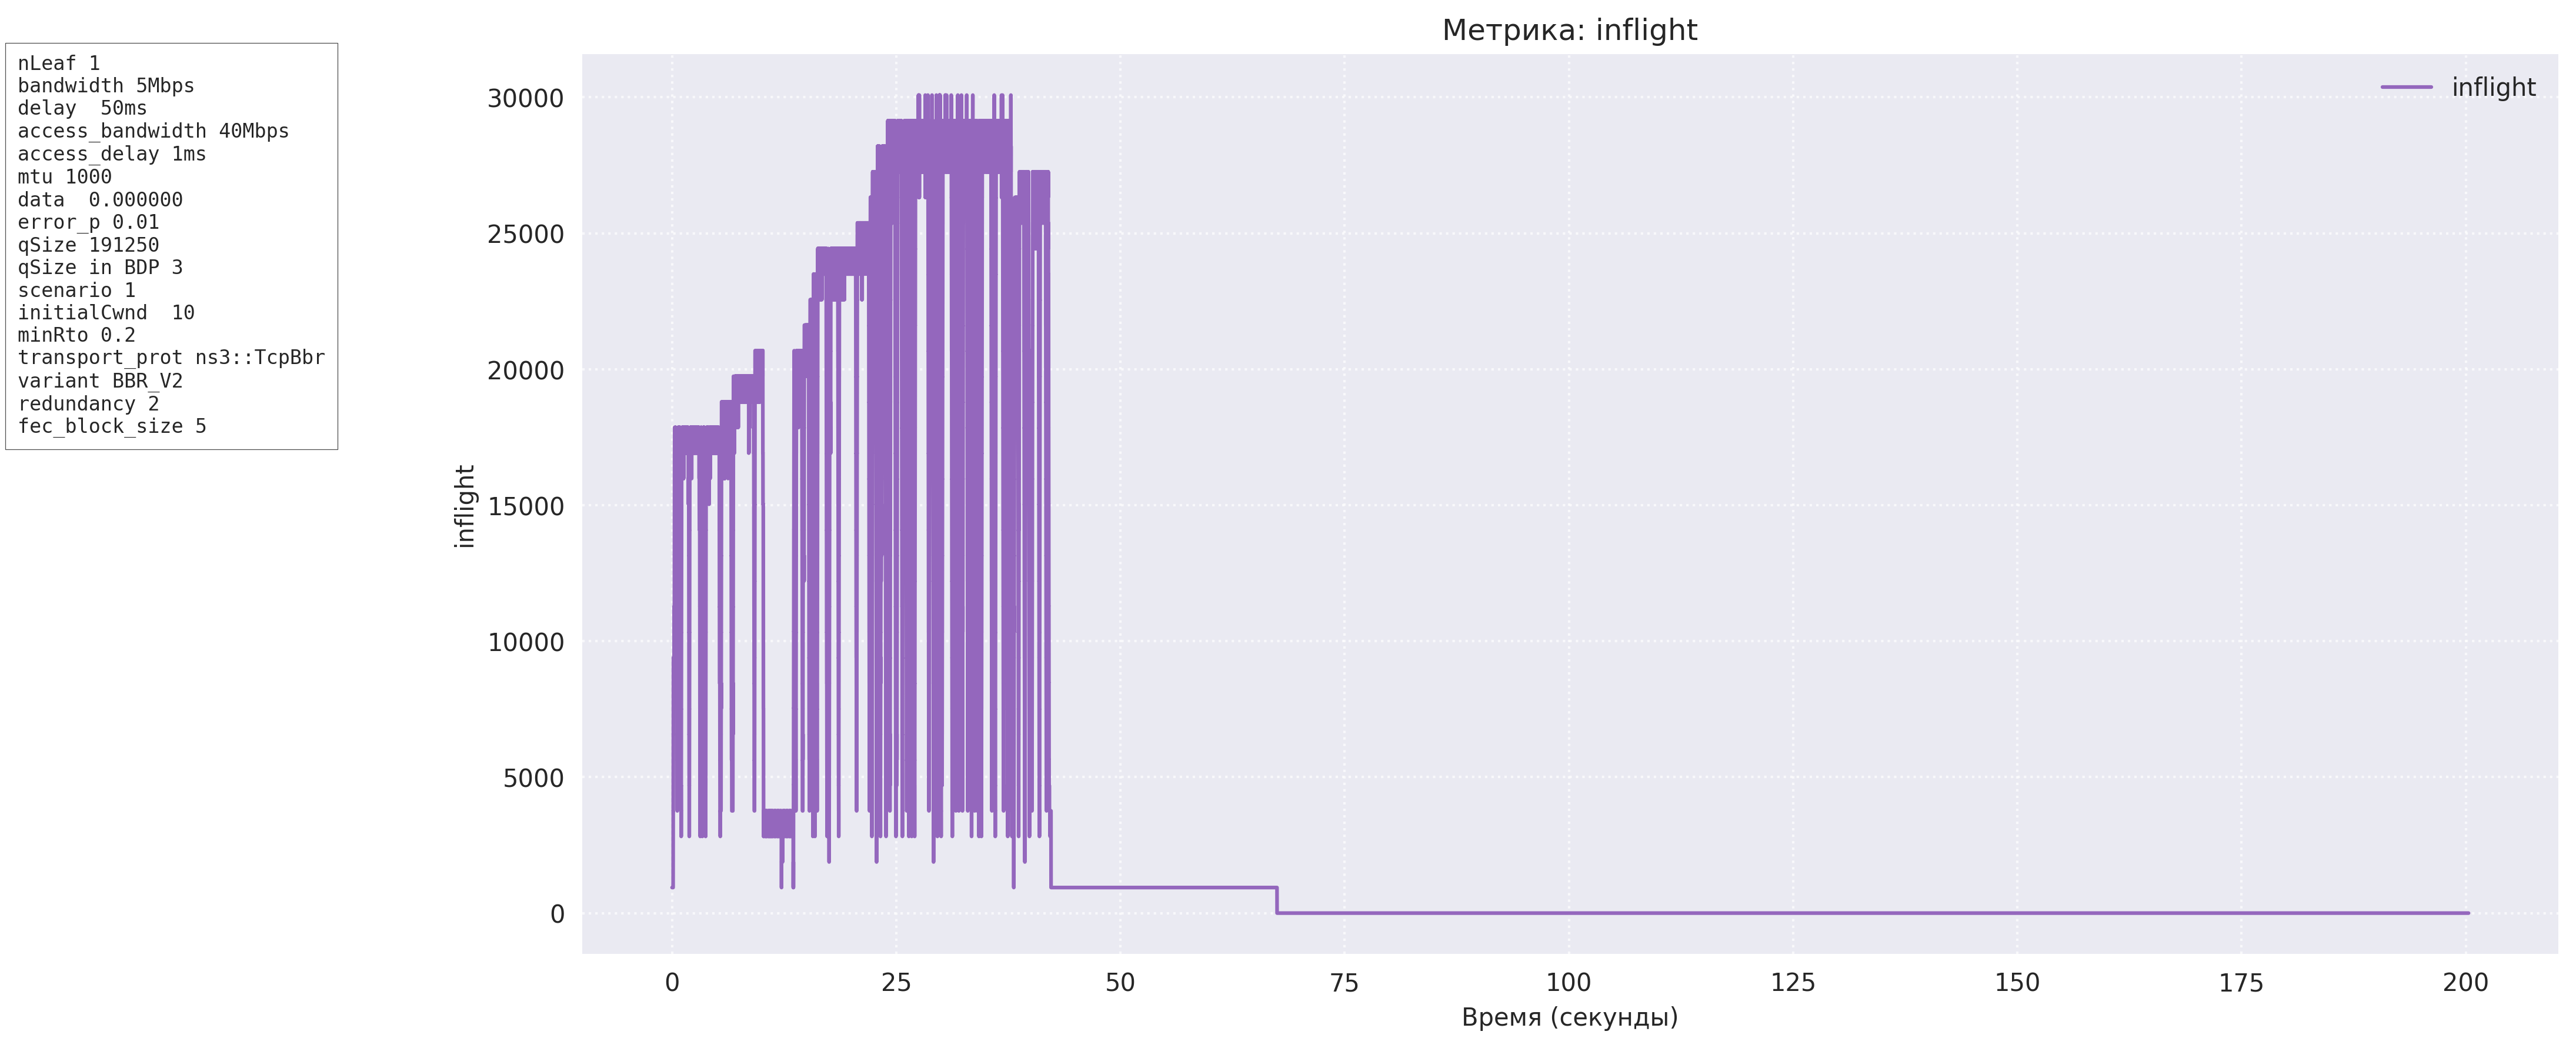 Метрика: inflight
nLeaf 1
bandwidth 5Mbps
delay  50ms
access_bandwidth 40Mbps
access_delay 1ms
mtu 1000
data  0.000000
error_p 0.01
qSize 191250
qSize in BDP 3
scenario 1
initialCwnd  10
minRto 0.2
transport_prot ns3::TcpBbr
variant BBR_V2
redundancy 2
fec_block_size 5
inflight
inflight
30000
25000
20000
15000
10000
5000
0
0 25 50 75 100 125 150 175 200
Время (секунды)